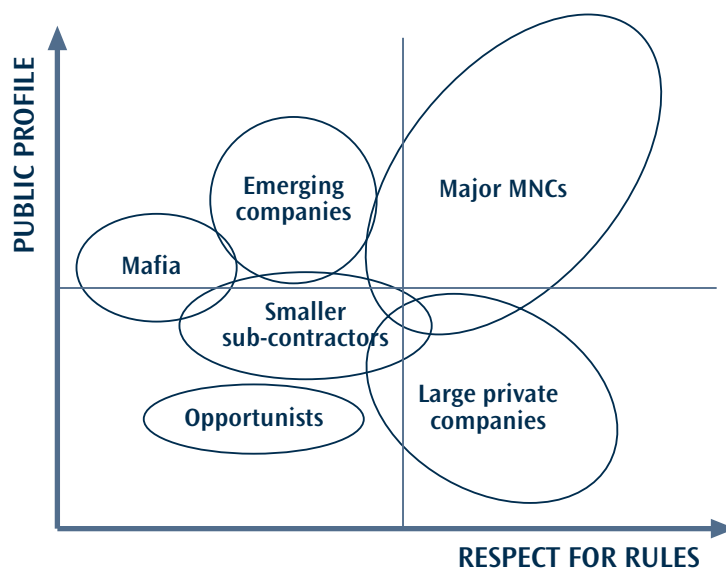 PUBLIC PROFILE
Emerging
companies
Major MNCs
Mafia
Smaller
sub-contractors
Large private
companies
Opportunists
RESPECT FOR RULES